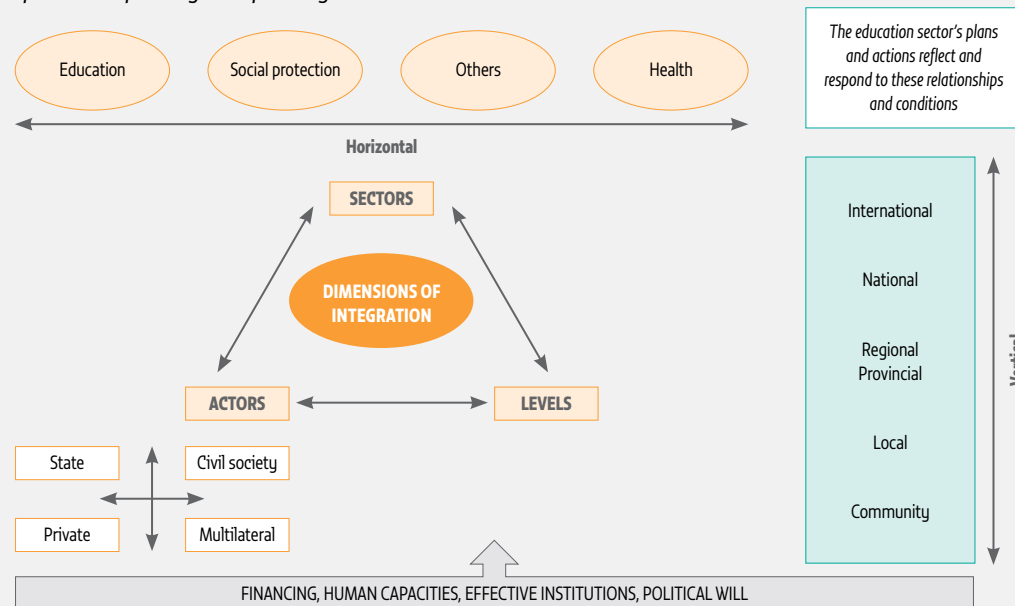 Education
Social protection
Others
Health
The education sector's plans
and actions reflect and
respond to these relationships
and conditions
Horizontal
SECTORS
DIMENSIONS OF
INTEGRATION
ACTORS
LEVELS
International
National
Regional
Provincial
Local
Community
Vertical
State
Civil society
Private
Multilateral
FINANCING, HUMAN CAPACITIES, EFFECTIVE INSTITUTIONS, POLITICAL WILL